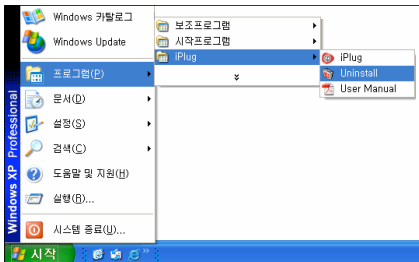 Windows 카탈로그
Windows Update
프로그램(P)
문서(D)
설정(S)
검색(C)
도움말 및 지원(H)
실행(R)...
시스템 종료(U)...
보조프로그램
시작프로그램
iPlug
iPlug
Uninstall
User Manual
Windows XP Professional
시작